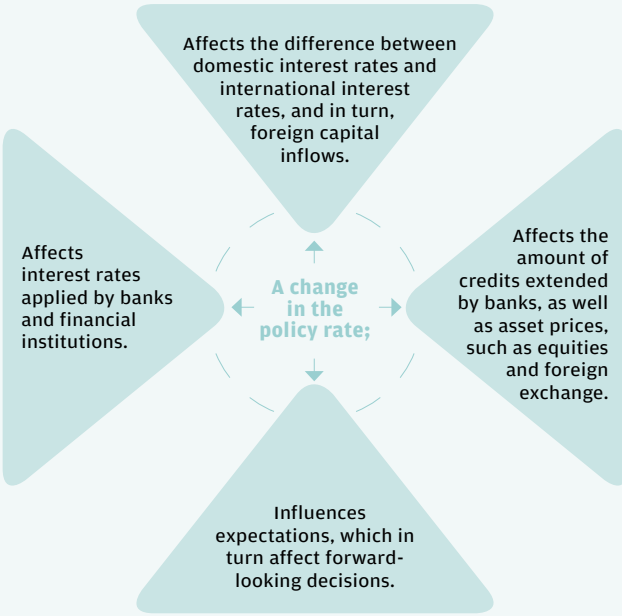 Affects the difference between
domestic interest rates and
international interest
rates, and in turn,
foreign capital
inflows.
Affects
interest rates
applied by banks
and financial
institutions.
A change
in the
policy rate;
Affects the
amount of
credits extended
by banks, as well
as asset prices,
such as equities
and foreign
exchange.
Influences
expectations, which in
turn affect forward-
looking decisions.